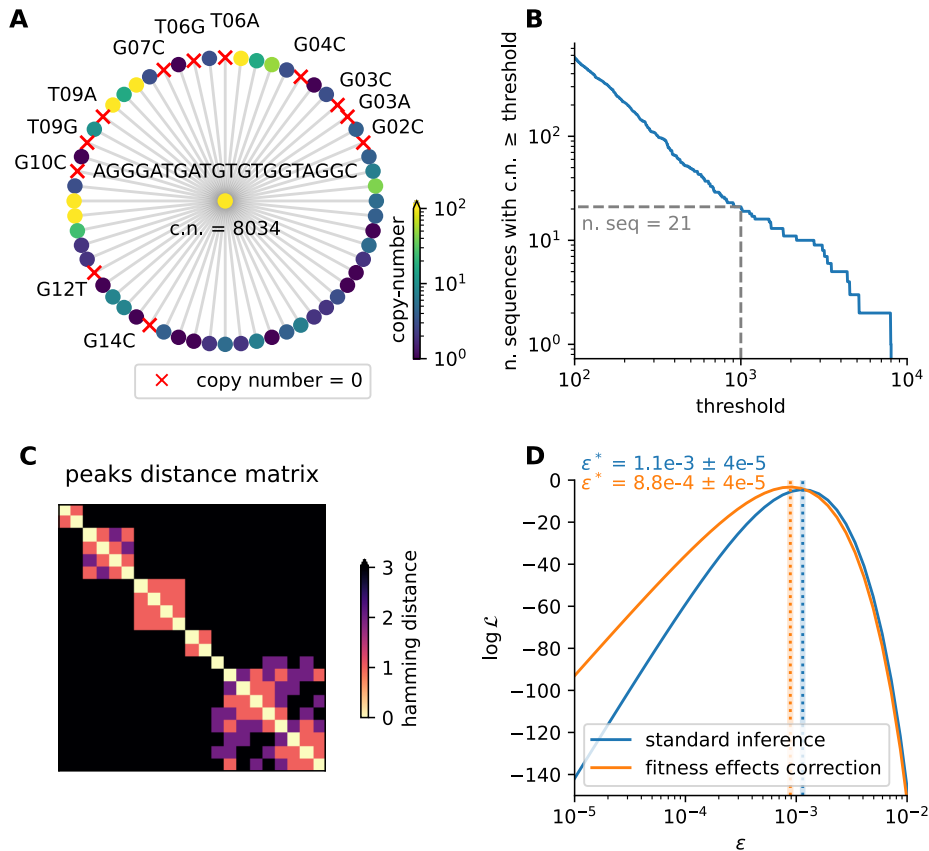 A
T06G
T06A
G07C
G04C
T09A
G03C
G03A
T09G
G02C
G10C
AGGGATGATGTGTGGTAGGC
c.n. = 8034
G12T
G14C
10²
10¹
10⁰
copy-number
copy number = 0
B
n. sequences with c.n. ≥ threshold
10²
10¹
10⁰
n. seq = 21
10²
10³
10⁴
threshold
C
peaks distance matrix
3
2
1
0
hamming distance
D
ε* = 1.1e-3 ± 4e-5
ε* = 8.8e-4 ± 4e-5
0
−20
−40
−60
−80
−100
−120
−140
log ℒ
standard inference
fitness effects correction
10⁻⁵
10⁻⁴
10⁻³
10⁻²
ε